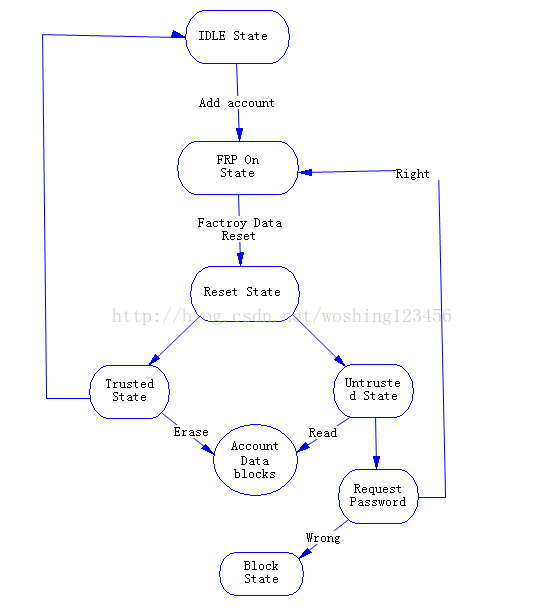 IDLE State
Add account
FRP On
State
Right
Factroy Data
Reset
Reset State
http://blog.csdn.net/woshing123456
Trusted
State
Untruste
d State
Erase
Read
Account
Data
blocks
Request
Password
Wrong
Block
State